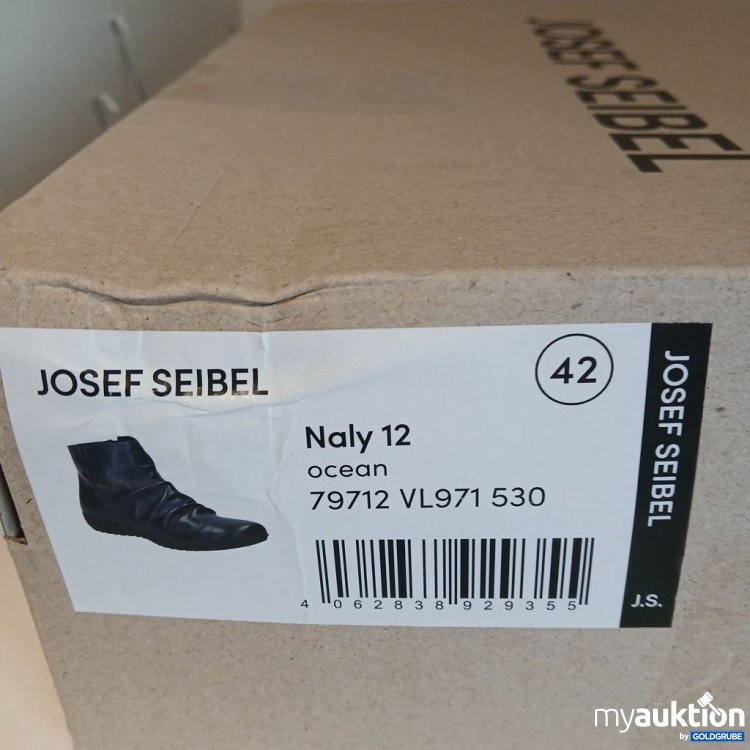 JOSEF SEIBEL
JOSEF SEIBEL
42
Naly 12
ocean
79712 VL971 530
4 062838 929355
JOSEF SEIBEL
J.S.
myauktion
by GOLDGRUBE